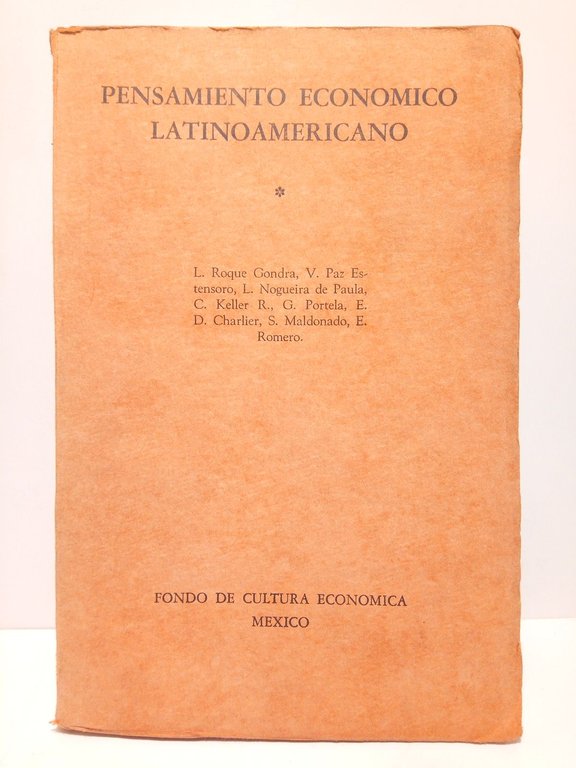 PENSAMIENTO ECONOMICO
LATINOAMERICANO
*
L. Roque Gondra, V. Paz Es-
tensoro, L. Nogueira de Paula,
C. Keller R., G. Portela, E.
D. Charlier, S. Maldonado, E.
Romero.
FONDO DE CULTURA ECONOMICA
MEXICO